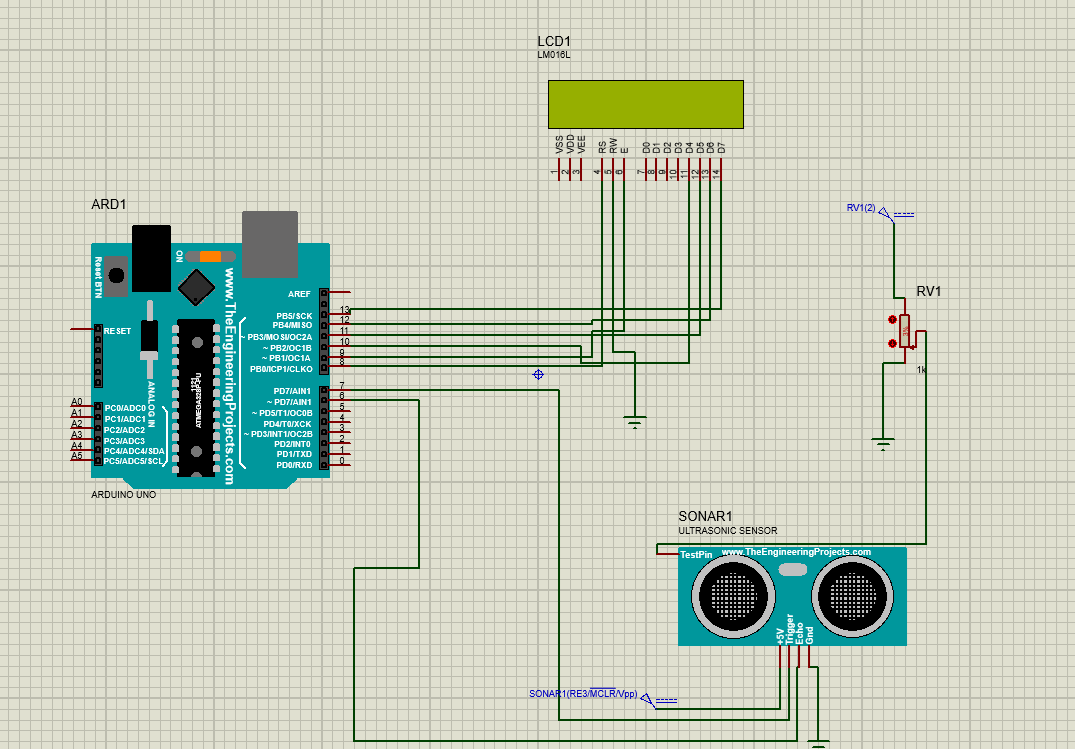 LCD1
LM016L
VSS
VDD
VEE
RS
RW
E
D0
D1
D2
D3
D4
D5
D6
D7
1
2
3
4
5
6
7
8
9
10
11
12
13
14
RV1(2)
RV1
1k
ARD1
Reset BTN
ON
www.TheEngineeringProjects.com
RESET
AREF
PB5/SCK
13
PB4/MISO
12
~ PB3/MOSI/OC2A
11
~ PB2/OC1B
10
~ PB1/OC1A
9
PB0/ICP1/CLKO
8
PD7/AIN1
7
~ PD7/AIN1
6
~ PD5/T1/OC0B
5
PD4/T0/XCK
4
~ PD3/INT1/OC2B
3
PD2/INT0
2
PD1/TXD
1
PD0/RXD
0
ANALOG IN
ATMEGA328P-PU
1121
A0
PC0/ADC0
A1
PC1/ADC1
A2
PC2/ADC2
A3
PC3/ADC3
A4
PC4/ADC4/SDA
A5
PC5/ADC5/SCL
ARDUINO UNO
SONAR1
ULTRASONIC SENSOR
TestPin
www.TheEngineeringProjects.com
+5V
Trigger
Echo
Gnd
SONAR1(RE3/MCLR/Vpp)